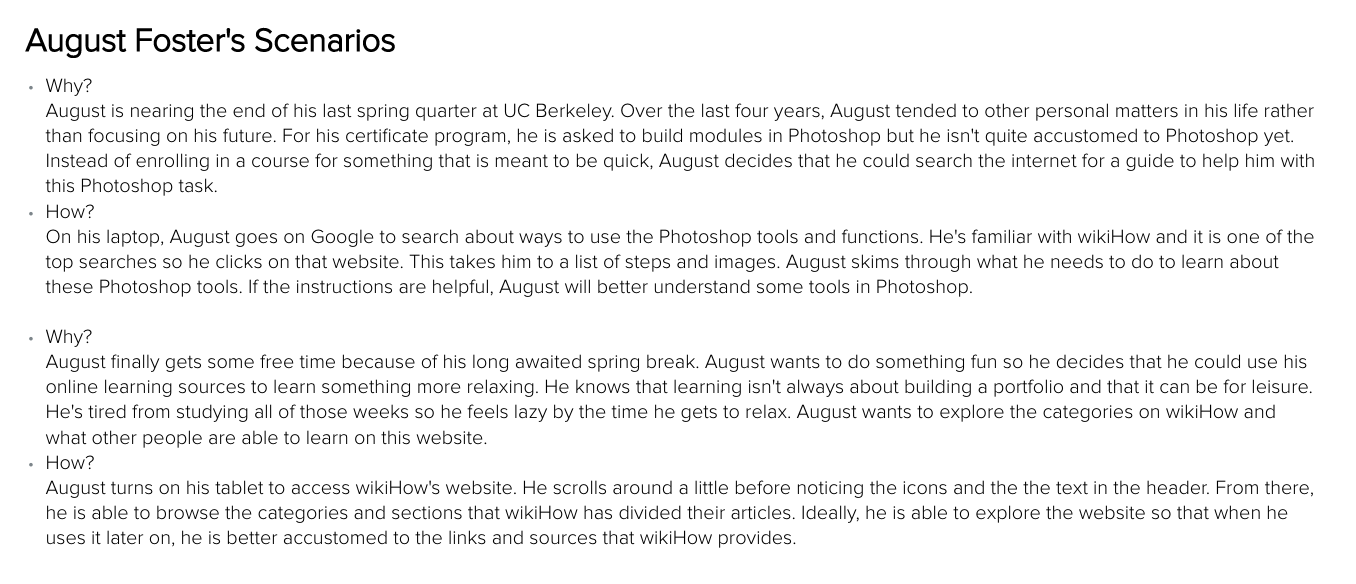 August Foster's Scenarios
• Why?
August is nearing the end of his last spring quarter at UC Berkeley. Over the last four years, August tended to other personal matters in his life rather
than focusing on his future. For his certificate program, he is asked to build modules in Photoshop but he isn't quite accustomed to Photoshop yet.
Instead of enrolling in a course for something that is meant to be quick, August decides that he could search the internet for a guide to help him with
this Photoshop task.
• How?
On his laptop, August goes on Google to search about ways to use the Photoshop tools and functions. He's familiar with wikiHow and it is one of the
top searches so he clicks on that website. This takes him to a list of steps and images. August skims through what he needs to do to learn about
these Photoshop tools. If the instructions are helpful, August will better understand some tools in Photoshop.
• Why?
August finally gets some free time because of his long awaited spring break. August wants to do something fun so he decides that he could use his
online learning sources to learn something more relaxing. He knows that learning isn't always about building a portfolio and that it can be for leisure.
He's tired from studying all of those weeks so he feels lazy by the time he gets to relax. August wants to explore the categories on wikiHow and
what other people are able to learn on this website.
• How?
August turns on his tablet to access wikiHow's website. He scrolls around a little before noticing the icons and the the text in the header. From there,
he is able to browse the categories and sections that wikiHow has divided their articles. Ideally, he is able to explore the website so that when he
uses it later on, he is better accustomed to the links and sources that wikiHow provides.